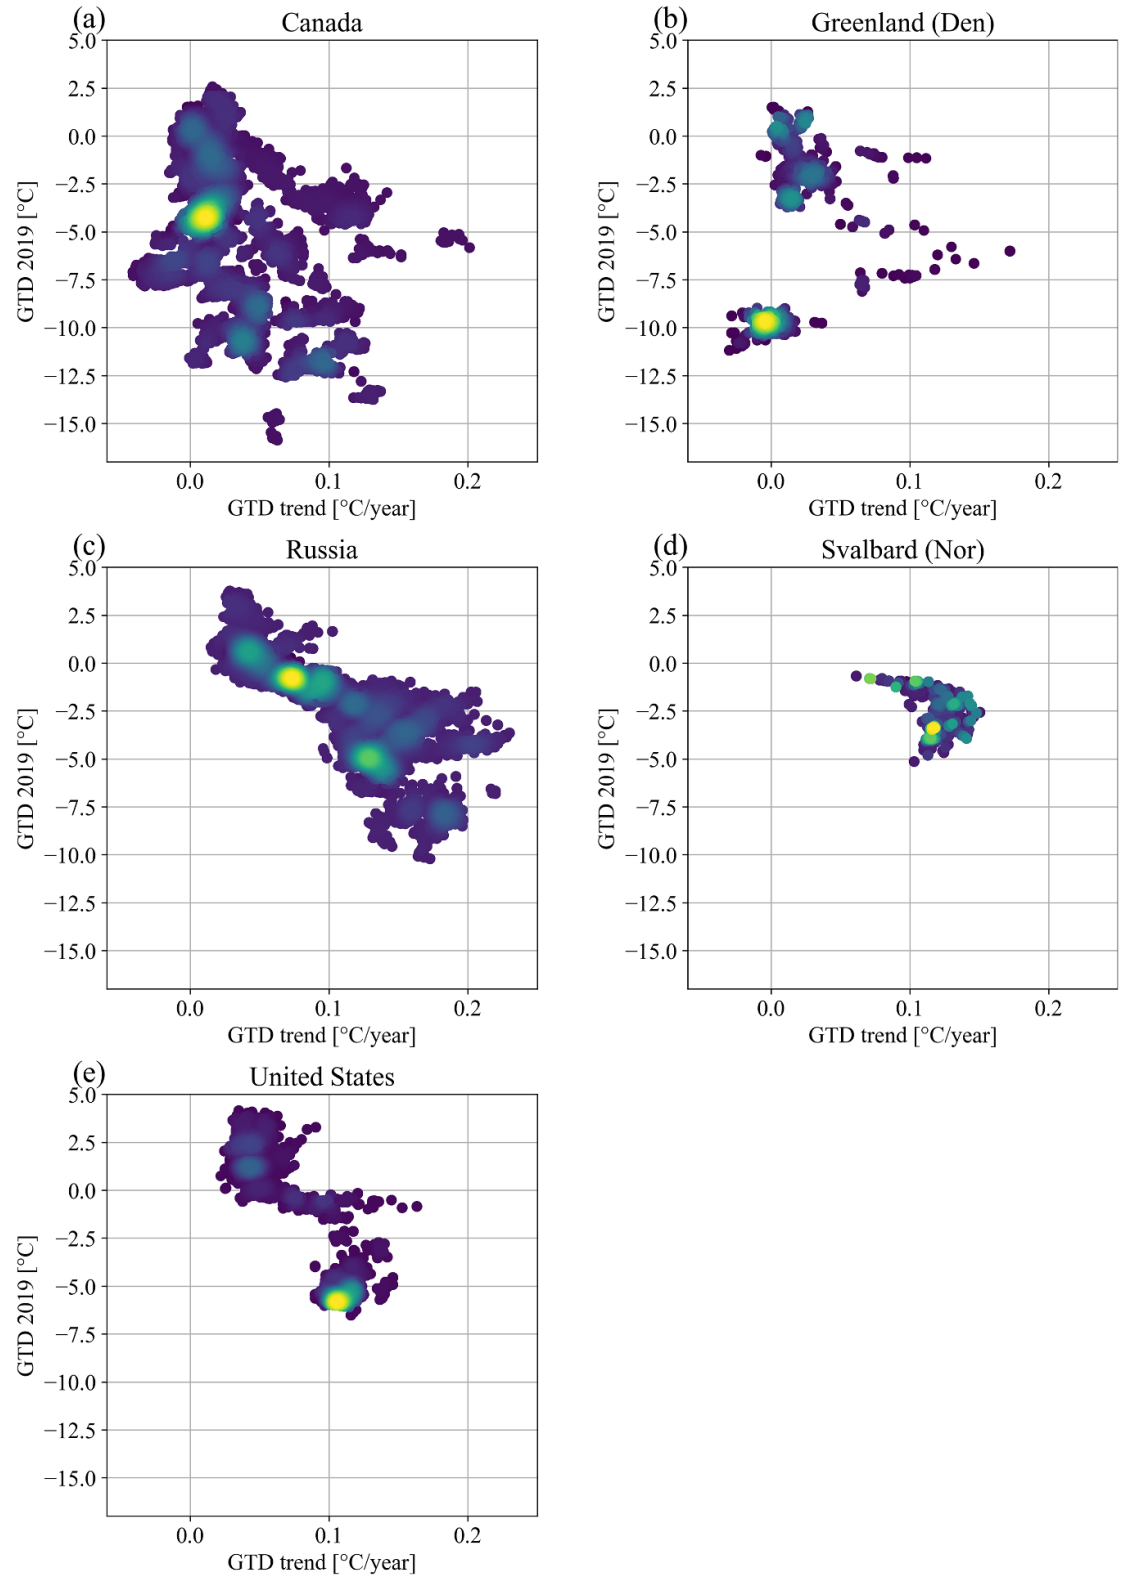 (a) Canada
5.0
2.5
0.0
−2.5
−5.0
−7.5
−10.0
−12.5
−15.0
GTD 2019 [°C]
0.0 0.1 0.2
GTD trend [°C/year]
(b) Greenland (Den)
5.0
2.5
0.0
−2.5
−5.0
−7.5
−10.0
−12.5
−15.0
GTD 2019 [°C]
0.0 0.1 0.2
GTD trend [°C/year]
(c) Russia
5.0
2.5
0.0
−2.5
−5.0
−7.5
−10.0
−12.5
−15.0
GTD 2019 [°C]
0.0 0.1 0.2
GTD trend [°C/year]
(d) Svalbard (Nor)
5.0
2.5
0.0
−2.5
−5.0
−7.5
−10.0
−12.5
−15.0
GTD 2019 [°C]
0.0 0.1 0.2
GTD trend [°C/year]
(e) United States
5.0
2.5
0.0
−2.5
−5.0
−7.5
−10.0
−12.5
−15.0
GTD 2019 [°C]
0.0 0.1 0.2
GTD trend [°C/year]